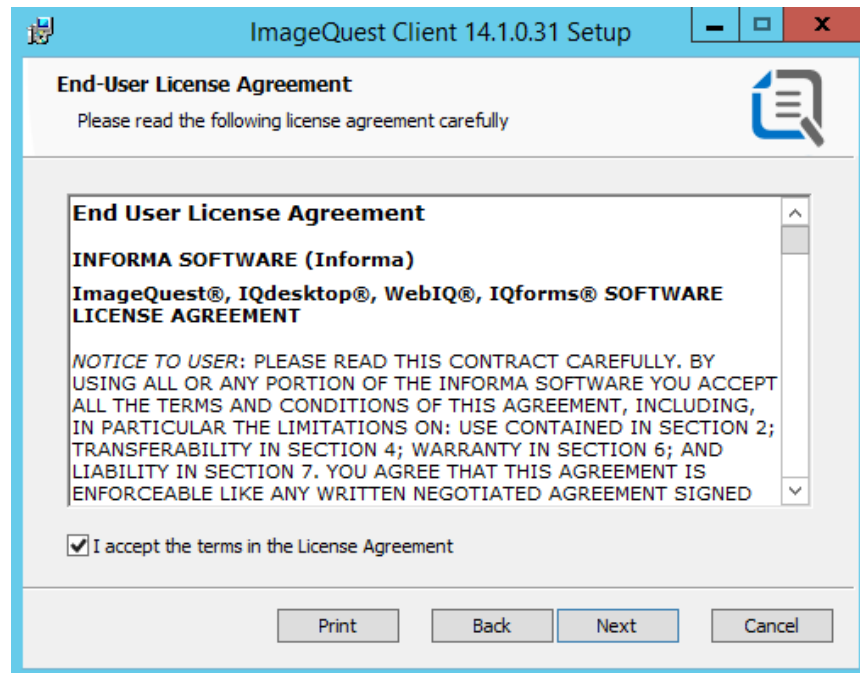 ImageQuest Client 14.1.0.31 Setup
End-User License Agreement
Please read the following license agreement carefully
End User License Agreement
INFORMA SOFTWARE (Informa)
ImageQuest®, IQdesktop®, WebIQ®, IQforms® SOFTWARE
LICENSE AGREEMENT
NOTICE TO USER: PLEASE READ THIS CONTRACT CAREFULLY. BY
USING ALL OR ANY PORTION OF THE INFORMA SOFTWARE YOU ACCEPT
ALL THE TERMS AND CONDITIONS OF THIS AGREEMENT, INCLUDING,
IN PARTICULAR THE LIMITATIONS ON: USE CONTAINED IN SECTION 2;
TRANSFERABILITY IN SECTION 4; WARRANTY IN SECTION 6; AND
LIABILITY IN SECTION 7. YOU AGREE THAT THIS AGREEMENT IS
ENFORCEABLE LIKE ANY WRITTEN NEGOTIATED AGREEMENT SIGNED
I accept the terms in the License Agreement
Print Back Next Cancel